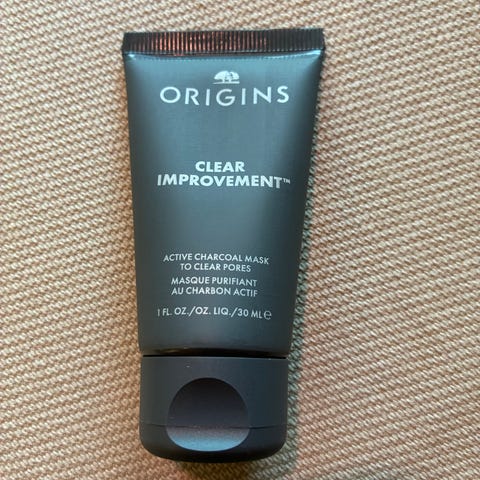 ORIGINS
CLEAR
IMPROVEMENT™
ACTIVE CHARCOAL MASK
TO CLEAR PORES
MASQUE PURIFIANT
AU CHARBON ACTIF
1 FL. OZ./OZ. LIQ./30 ML℮